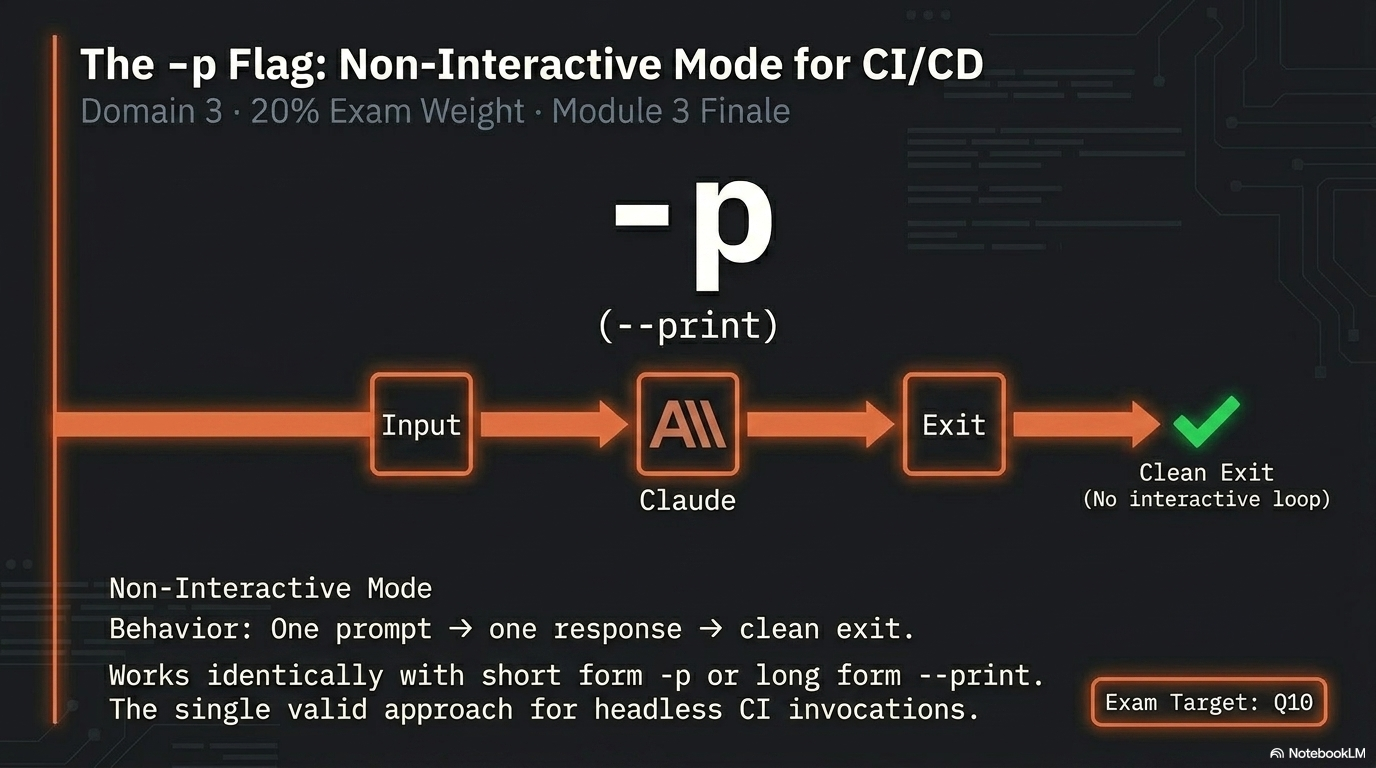 The -p Flag: Non-Interactive Mode for CI/CD
Domain 3 · 20% Exam Weight · Module 3 Finale
-p
(--print)
Input
Exit
Claude
Clean Exit
(No interactive loop)
Non-Interactive Mode
Behavior: One prompt → one response → clean exit.
Works identically with short form -p or long form --print.
The single valid approach for headless CI invocations.
Exam Target: Q10
NotebookLM